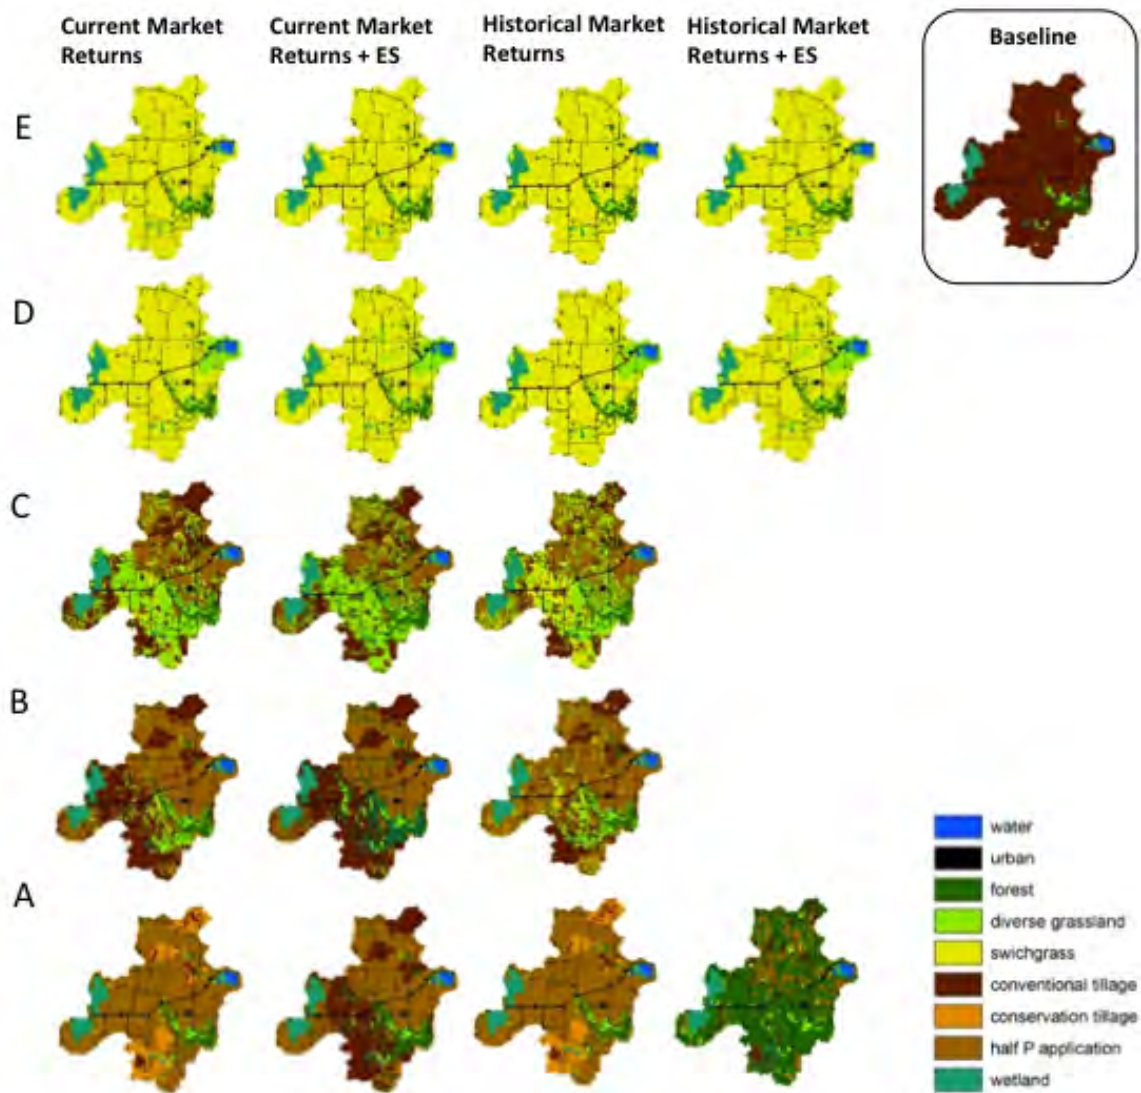 Current Market
Returns
Current Market
Returns + ES
Historical Market
Returns
Historical Market
Returns + ES
Baseline
E
D
C
B
A
water
urban
forest
diverse grassland
swichgrass
conventional tillage
conservation tillage
half P application
wetland